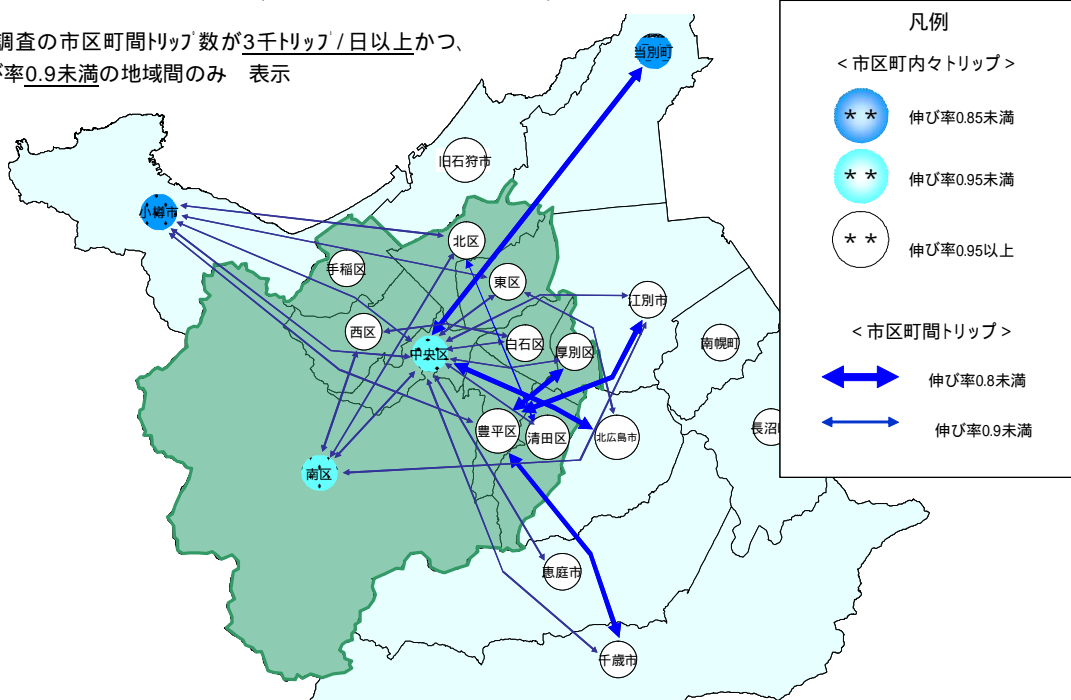 調査の市区町間ﾄﾘｯﾌﾟ数が3千ﾄﾘｯﾌﾟ/日以上かつ、
び率0.9未満の地域間のみ 表示
凡例
<市区町内々トリップ>
** 伸び率0.85未満
** 伸び率0.95未満
** 伸び率0.95以上
<市区町間トリップ>
伸び率0.8未満
伸び率0.9未満
当別町
旧石狩市
小樽市
北区
手稲区
東区
江別市
西区
中央区
白石区
厚別区
南幌町
豊平区
清田区
北広島市
長沼
南区
恵庭市
千歳市